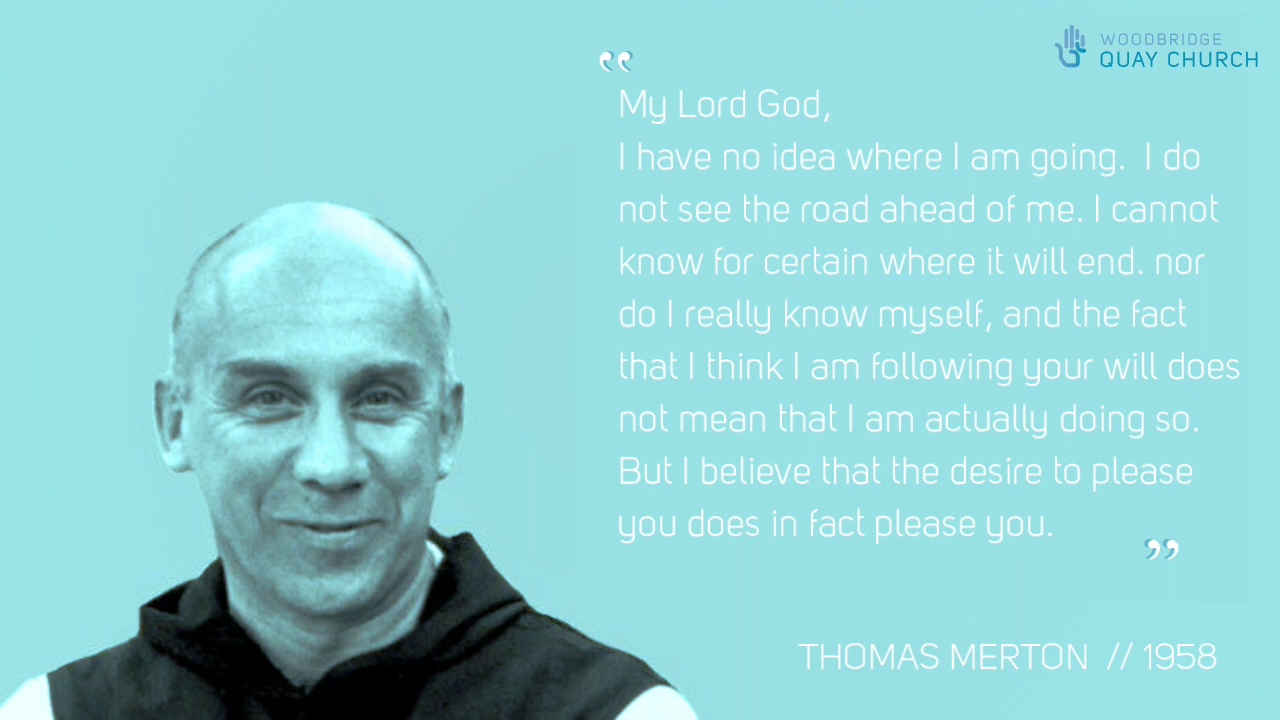 WOODBRIDGE
QUAY CHURCH
“
My Lord God,
I have no idea where I am going.  I do
not see the road ahead of me. I cannot
know for certain where it will end. nor
do I really know myself, and the fact
that I think I am following your will does
not mean that I am actually doing so.
But I believe that the desire to please
you does in fact please you.
”
THOMAS MERTON  // 1958